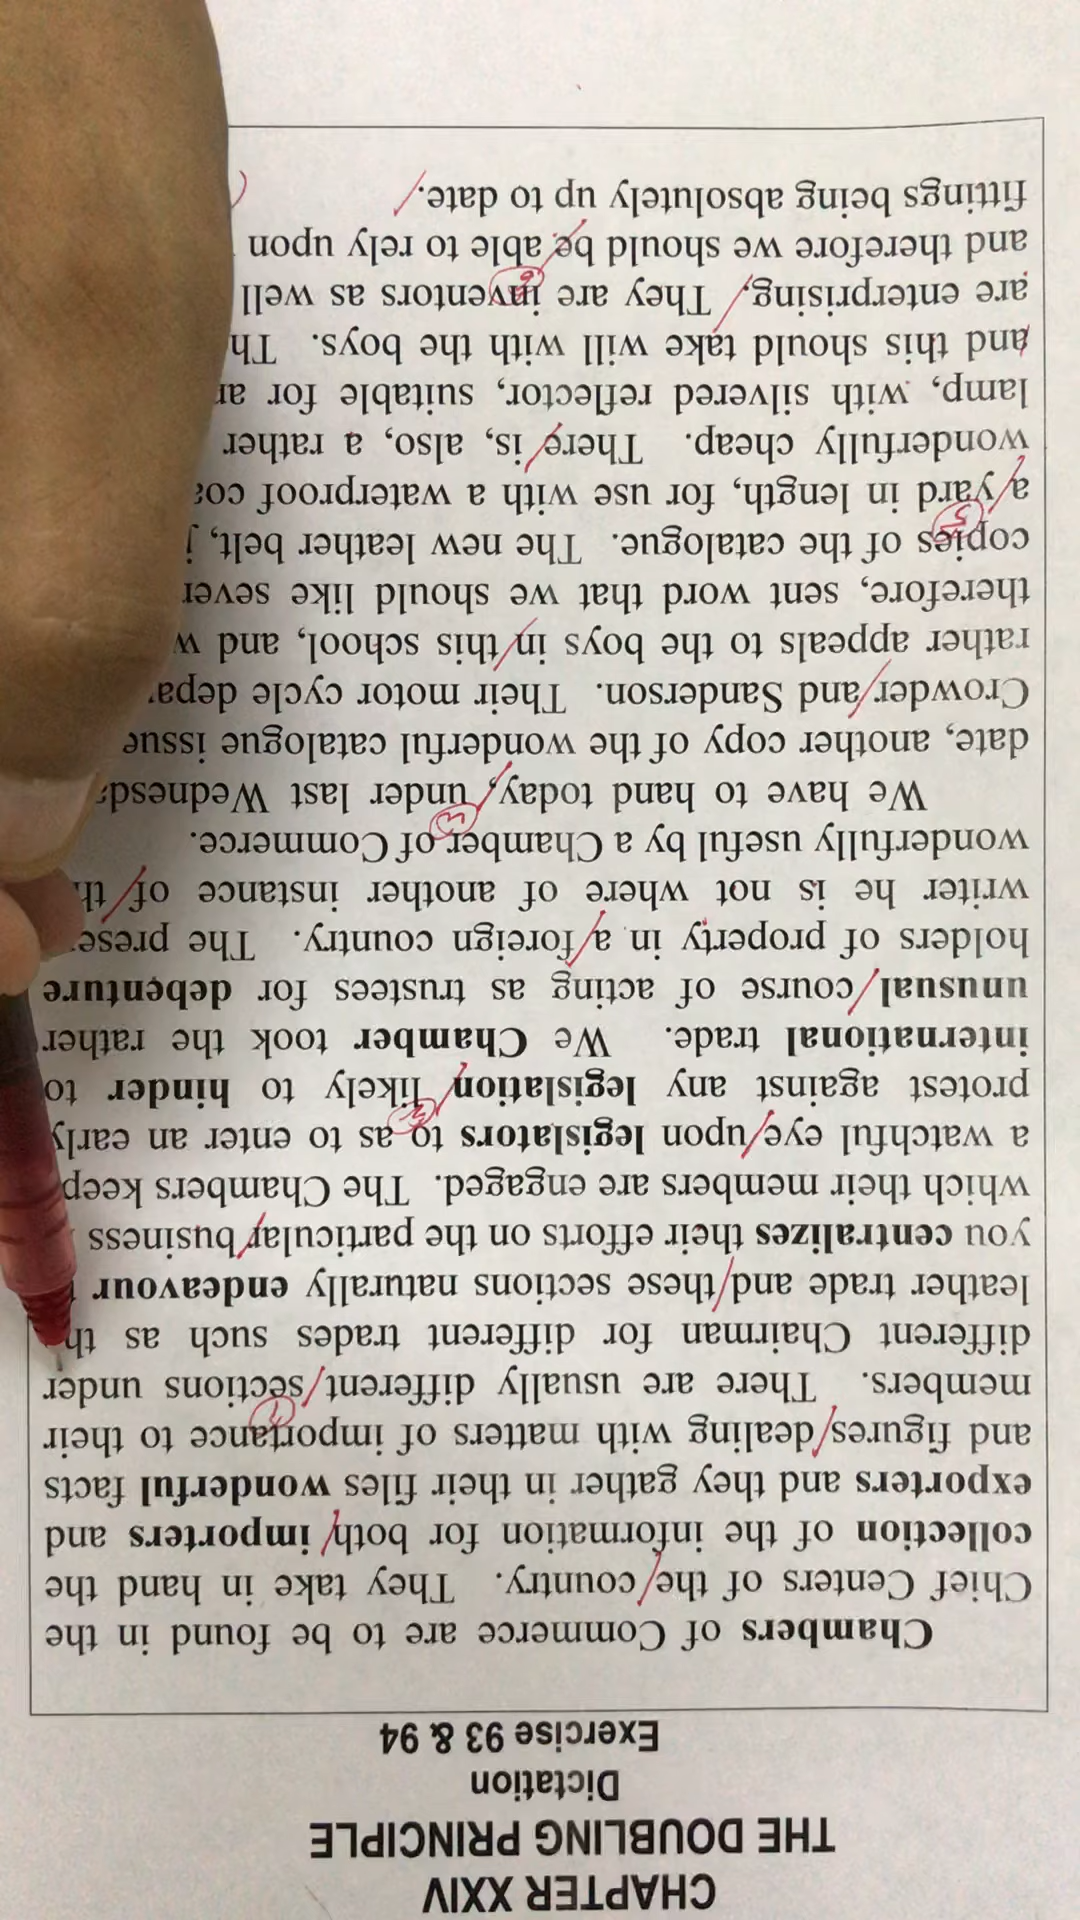 CHAPTER XXIV
THE DOUBLING PRINCIPLE
Dictation
Exercise 93 & 94
Chambers of Commerce are to be found in the
Chief Centers of the country. They take in hand the
collection of the information for both importers and
exporters and they gather in their files wonderful facts
and figures dealing with matters of importance to their
members. There are usually different sections under
different Chairman for different trades such as
leather trade and these sections naturally endeavour
you centralizes their efforts on the particular business
which their members are engaged. The Chambers keep
a watchful eye upon legislators to as to enter an early
protest against any legislation likely to hinder to
international trade. We Chamber took the rather
unusual course of acting as trustees for debenture
holders of property in a foreign country. The
writer he is not where of another instance of
wonderfully useful by a Chamber of Commerce.
We have to hand today, under last
date, another copy of the wonderful catalogue
Crowder and Sanderson. Their motor cycle
rather appeals to the boys in this school, and
therefore, sent word that we should like
copies of the catalogue. The new leather belt,
a yard in length, for use with a waterproof
wonderfully cheap. There is, also, a rather
lamp, with silvered reflector, suitable for
and this should take will with the boys.
are enterprising. They are inventors as well
and therefore we should be able to rely upon
fittings being absolutely up to date.